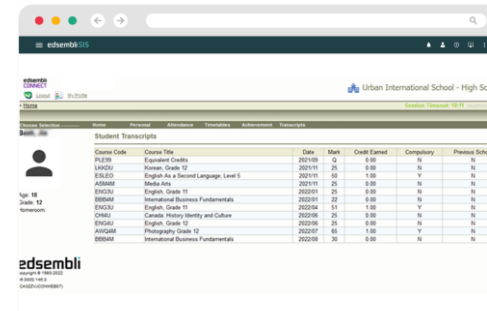 edsembliSIS
edsembli
CONNECT
Logout My Profile
Urban International School - High Sc
Home
Session Timeout: 19:11
Home Personal Attendance Timetables Achievement Transcripts
Student Transcripts
Course Code Course Title Date Mark Credit Earned Compulsory Previous Scho
PLE99 Equivalent Credits 2021/09 Q 0.00 N N
LKKDU Korean, Grade 12 2021/11 25 0.00 N N
ESLEO English As a Second Language, Level 5 2021/11 50 1.00 Y N
ASM4M Media Arts 2021/11 25 0.00 N N
ENG3U English, Grade 11 2022/01 25 0.00 N N
BBB4M International Business Fundamentals 2022/01 22 0.00 N N
ENG3U English, Grade 11 2022/04 51 1.00 Y N
CHI4U Canada: History Identity and Culture 2022/06 25 0.00 N N
ENG4U English, Grade 12 2022/06 25 0.00 N N
AWQ4M Photography Grade 12 2022/07 65 1.00 Y N
BBB4M International Business Fundamentals 2022/08 30 0.00 N N
Age: 18
Grade: 12
Homeroom:
edsembli